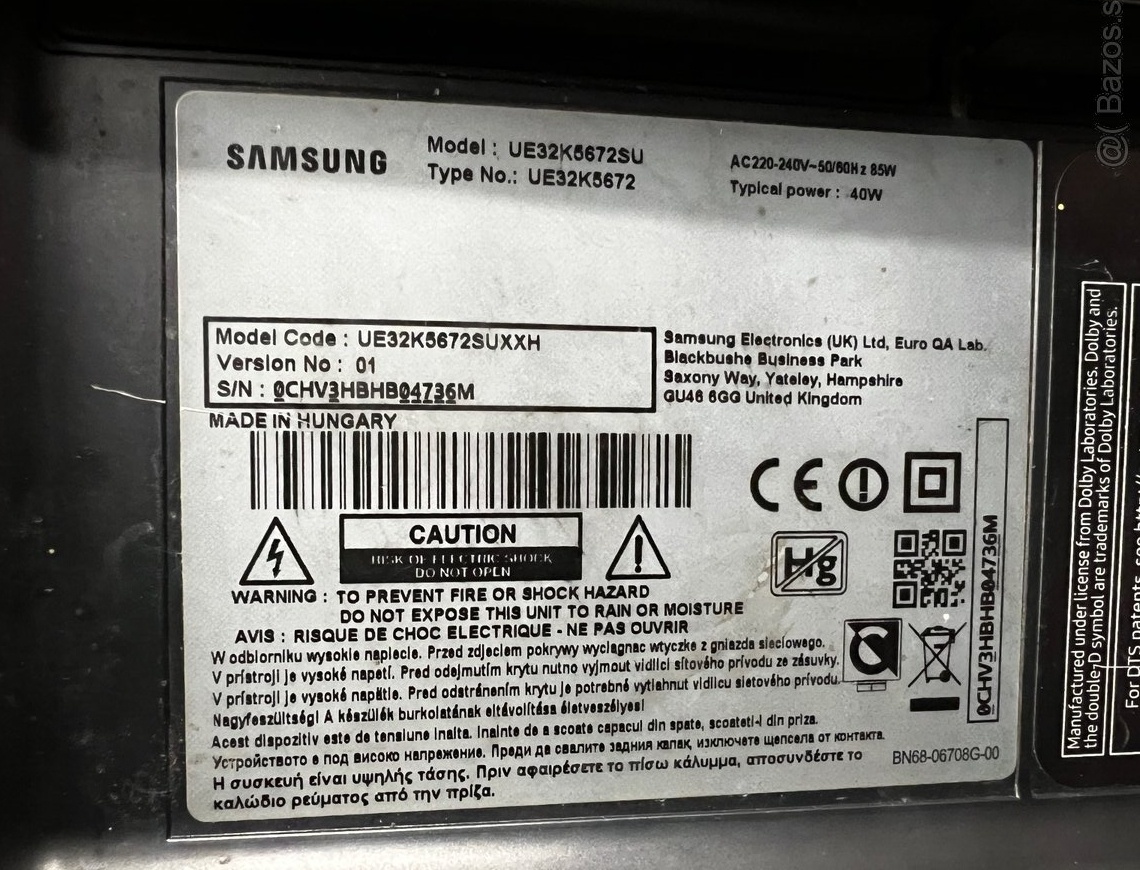 SAMSUNG
Model : UE32K5672SU
Type No.: UE32K5672
AC220-240V~50/60Hz 85W
Typical power : 40W
Model Code : UE32K5672SUXXH
Version No : 01
S/N : 0CHV3HBHB04736M
MADE IN HUNGARY
Samsung Electronics (UK) Ltd, Euro QA Lab.
Blackbushe Business Park
Saxony Way, Yateley, Hampshire
GU46 6GG United Kingdom
CAUTION
RISK OF ELECTRIC SHOCK
DO NOT OPEN
Hg
WARNING : TO PREVENT FIRE OR SHOCK HAZARD
DO NOT EXPOSE THIS UNIT TO RAIN OR MOISTURE
AVIS : RISQUE DE CHOC ELECTRIQUE - NE PAS OUVRIR
W odbiorniku wysokie napiecie. Przed zdjeciem pokrywy wyciagnac wtyczke z gniazda sieciowego.
V prístroji je vysoké napetí. Pred odejmutím krytu nutno vyjmout vidlici sítového prívodu ze zásuvky.
V prístroji je vysoké napätie. Pred odstránením krytu je potrebné vytiahnut vidlicu sietového prívodu.
Nagyfeszültség! A készülék burkolatának eltávolítása életveszélyes!
Acest dispozitiv este de tensiune inalta. Inainte de a scoate capacul din spate, scoateti-l din priza.
Устройството е под високо напрежение. Преди да свалите задния капак, изключете щепсела от контакта.
Η συσκευή είναι υψηλής τάσης. Πριν αφαιρέσετε το πίσω κάλυμμα, αποσυνδέστε το
καλώδιο ρεύματος από την πρίζα.
BN68-06708G-00
0CHV3HBHB04736M
Manufactured under license from Dolby Laboratories. Dolby and
the double-D symbol are trademarks of Dolby Laboratories.
For DTS patents, see
@( Bazos.s